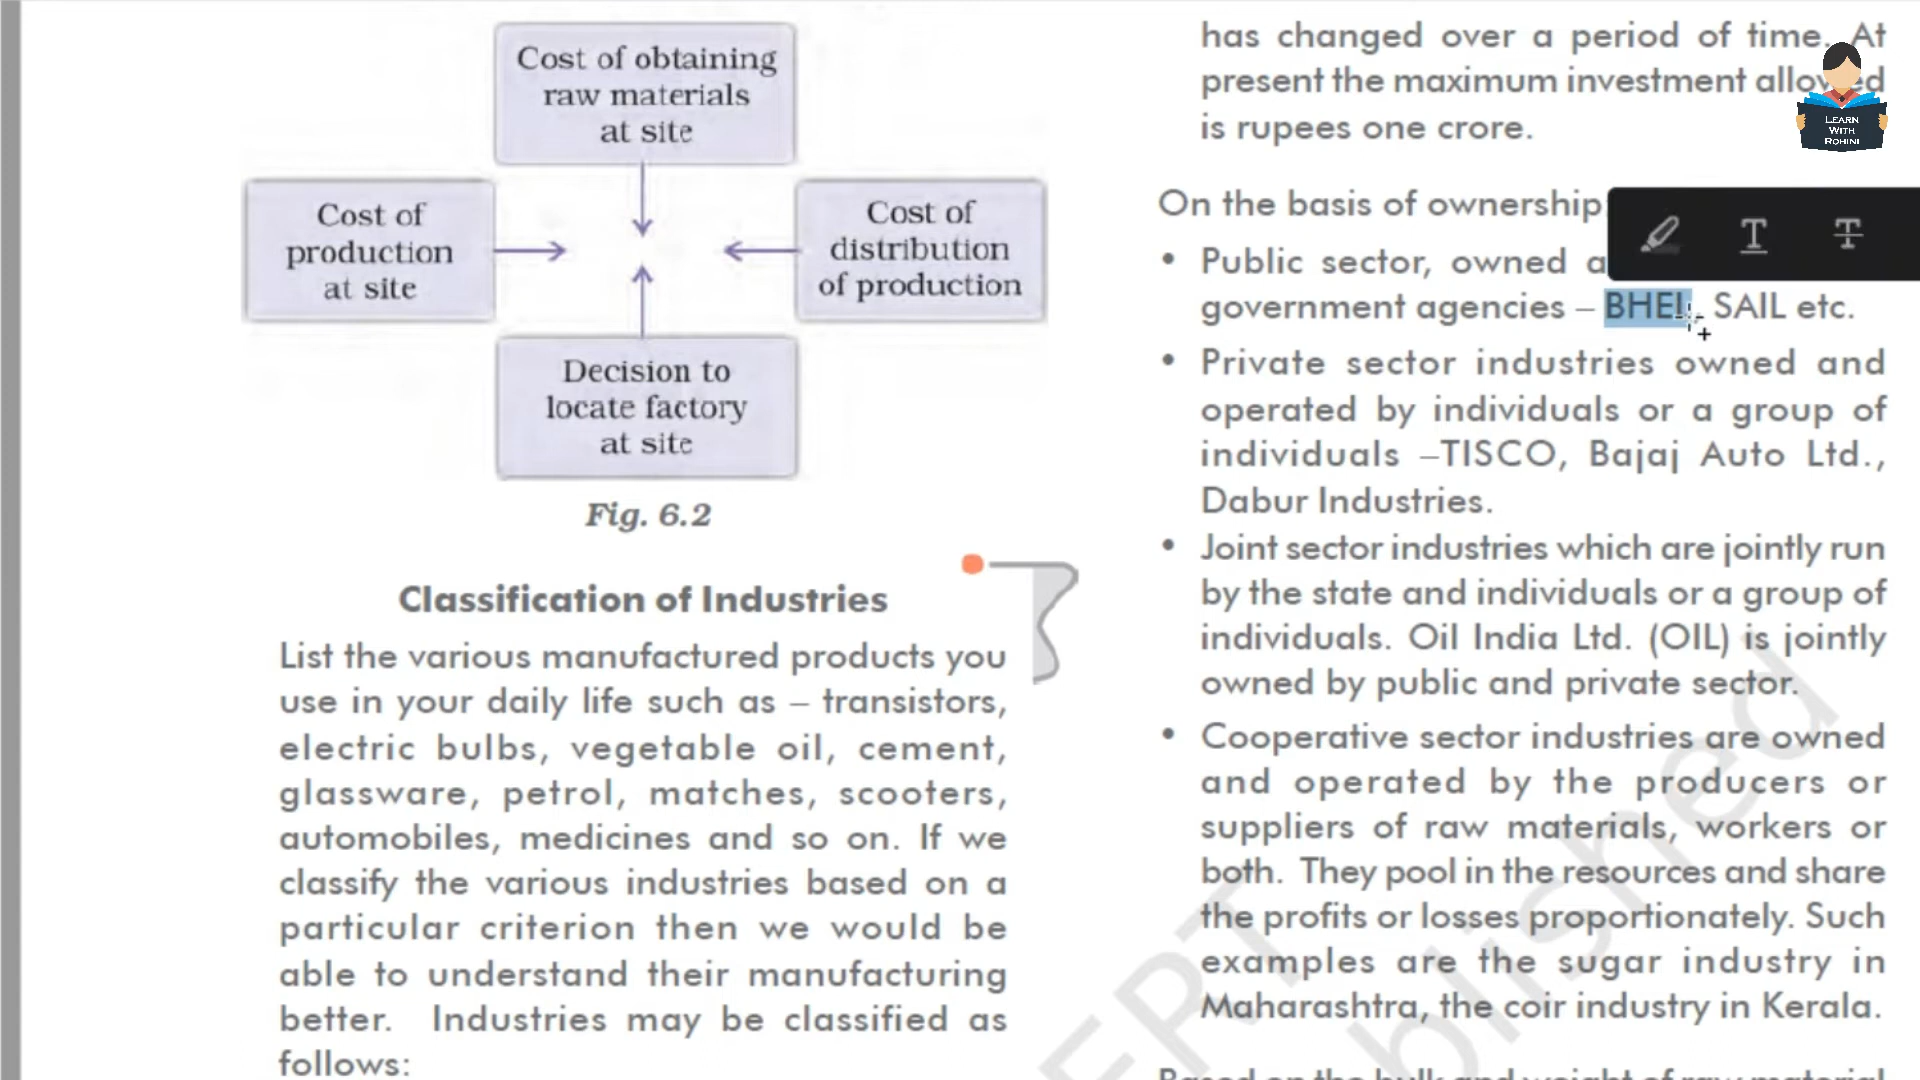 Cost of obtaining
raw materials
at site
Cost of
production
at site
Cost of
distribution
of production
Decision to
locate factory
at site
Fig. 6.2
Classification of Industries
List the various manufactured products you
use in your daily life such as – transistors,
electric bulbs, vegetable oil, cement,
glassware, petrol, matches, scooters,
automobiles, medicines and so on. If we
classify the various industries based on a
particular criterion then we would be
able to understand their manufacturing
better. Industries may be classified as
follows:
has changed over a period of time. At
present the maximum investment allowed
is rupees one crore.
On the basis of ownership
• Public sector, owned
government agencies – BHEL, SAIL etc.
• Private sector industries owned and
operated by individuals or a group of
individuals –TISCO, Bajaj Auto Ltd.,
Dabur Industries.
• Joint sector industries which are jointly run
by the state and individuals or a group of
individuals. Oil India Ltd. (OIL) is jointly
owned by public and private sector.
• Cooperative sector industries are owned
and operated by the producers or
suppliers of raw materials, workers or
both. They pool in the resources and share
the profits or losses proportionately. Such
examples are the sugar industry in
Maharashtra, the coir industry in Kerala.
Based on the bulk and weight of raw material
LEARN
WITH
ROHINI